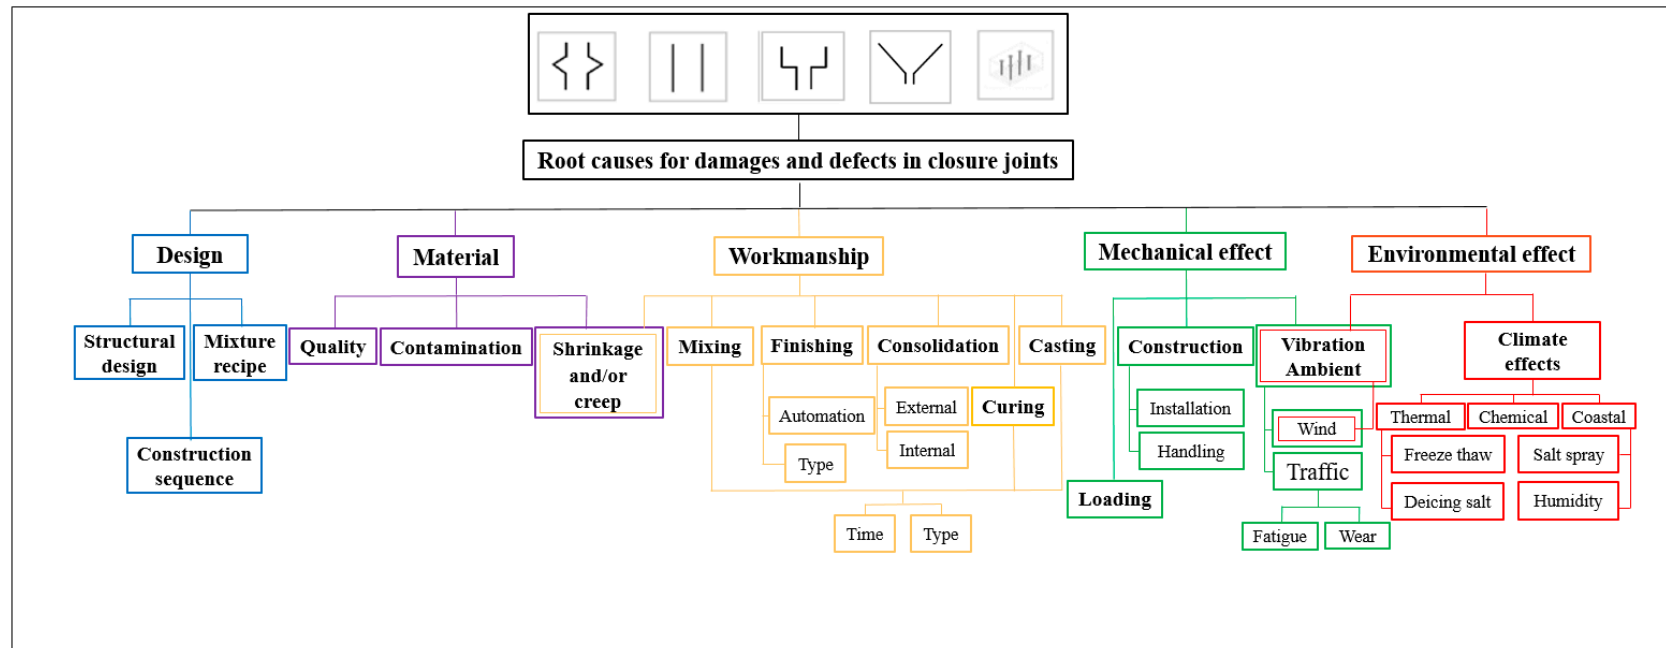 Root causes for damages and defects in closure joints
Design
Material
Workmanship
Mechanical effect
Environmental effect
Structural
design
Mixture
recipe
Construction
sequence
Quality
Contamination
Shrinkage
and/or
creep
Mixing
Finishing
Consolidation
Casting
Automation
Type
External
Internal
Curing
Time
Type
Construction
Installation
Handling
Loading
Vibration
Ambient
Wind
Traffic
Fatigue
Wear
Climate
effects
Thermal
Chemical
Coastal
Freeze thaw
Deicing salt
Salt spray
Humidity